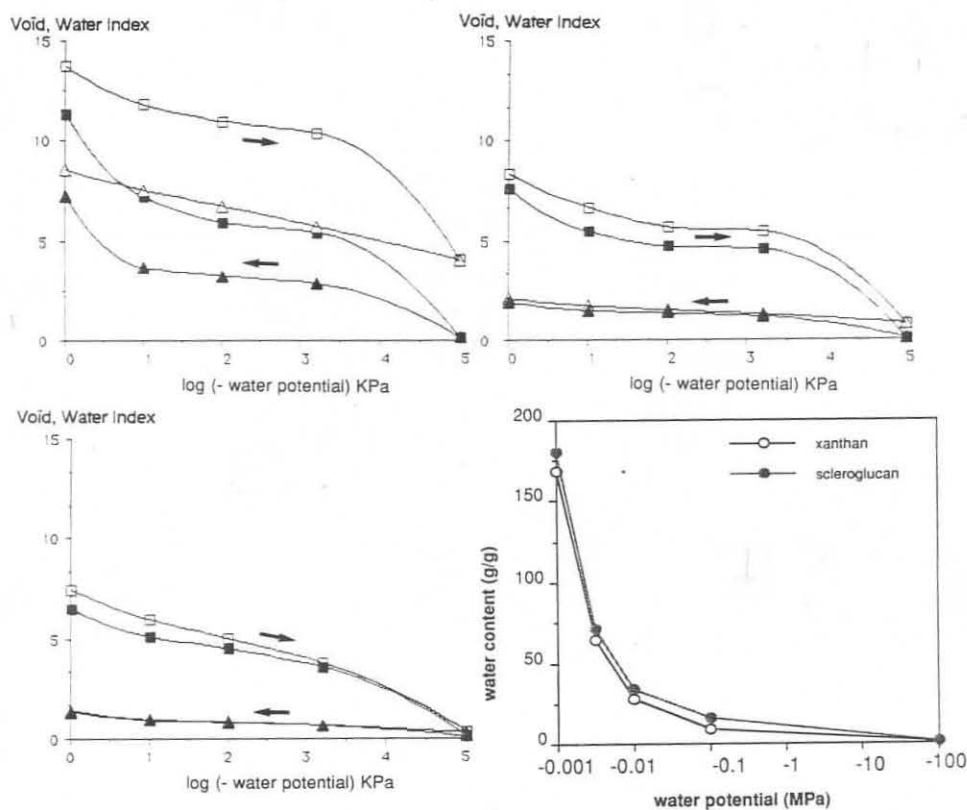 Voïd, Water Index
15
10
5
0
0 1 2 3 4 5
log (- water potential) KPa
Voïd, Water Index
15
10
5
0
0 1 2 3 4 5
log (- water potential) KPa
Voïd, Water Index
15
10
5
0
0 1 2 3 4 5
log (- water potential) KPa
200
150
100
50
0
water content (g/g)
xanthan
scleroglucan
-0.001 -0.01 -0.1 -1 -10 -100
water potential (MPa)